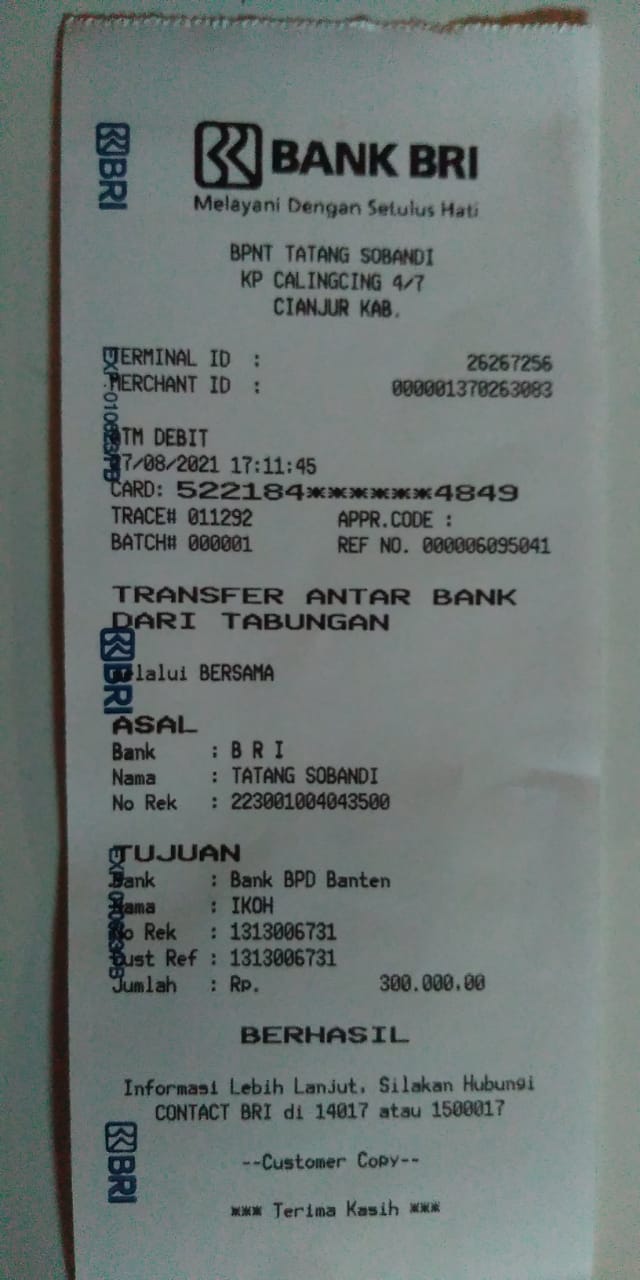 BANK BRI
Melayani Dengan Setulus Hati
BPNT TATANG SOBANDI
KP CALINGCING 4/7
CIANJUR KAB.
TERMINAL ID : 26267256
MERCHANT ID : 000001370263083
ATM DEBIT
27/08/2021 17:11:45
CARD: 522184******4849
TRACE# 011292 APPR.CODE :
BATCH# 000001 REF NO. 000006095041
TRANSFER ANTAR BANK
DARI TABUNGAN
Melalui BERSAMA
ASAL
Bank : B R I
Nama : TATANG SOBANDI
No Rek : 223001004043500
TUJUAN
Bank : Bank BPD Banten
Nama : IKOH
No Rek : 1313006731
Cust Ref : 1313006731
Jumlah : Rp. 300.000,00
BERHASIL
Informasi Lebih Lanjut, Silakan Hubungi
CONTACT BRI di 14017 atau 1500017
--Customer Copy--
*** Terima Kasih ***
BRI
BRI
BRI